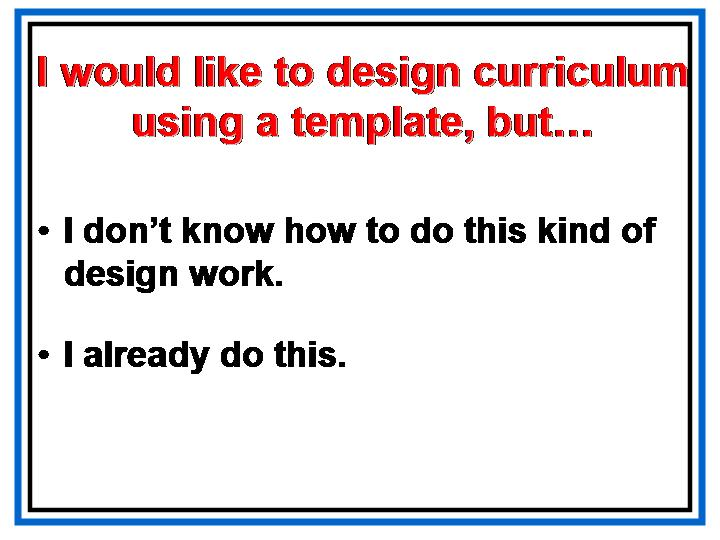 I would like to design curriculum
using a template, but…
• I don’t know how to do this kind of
design work.
• I already do this.